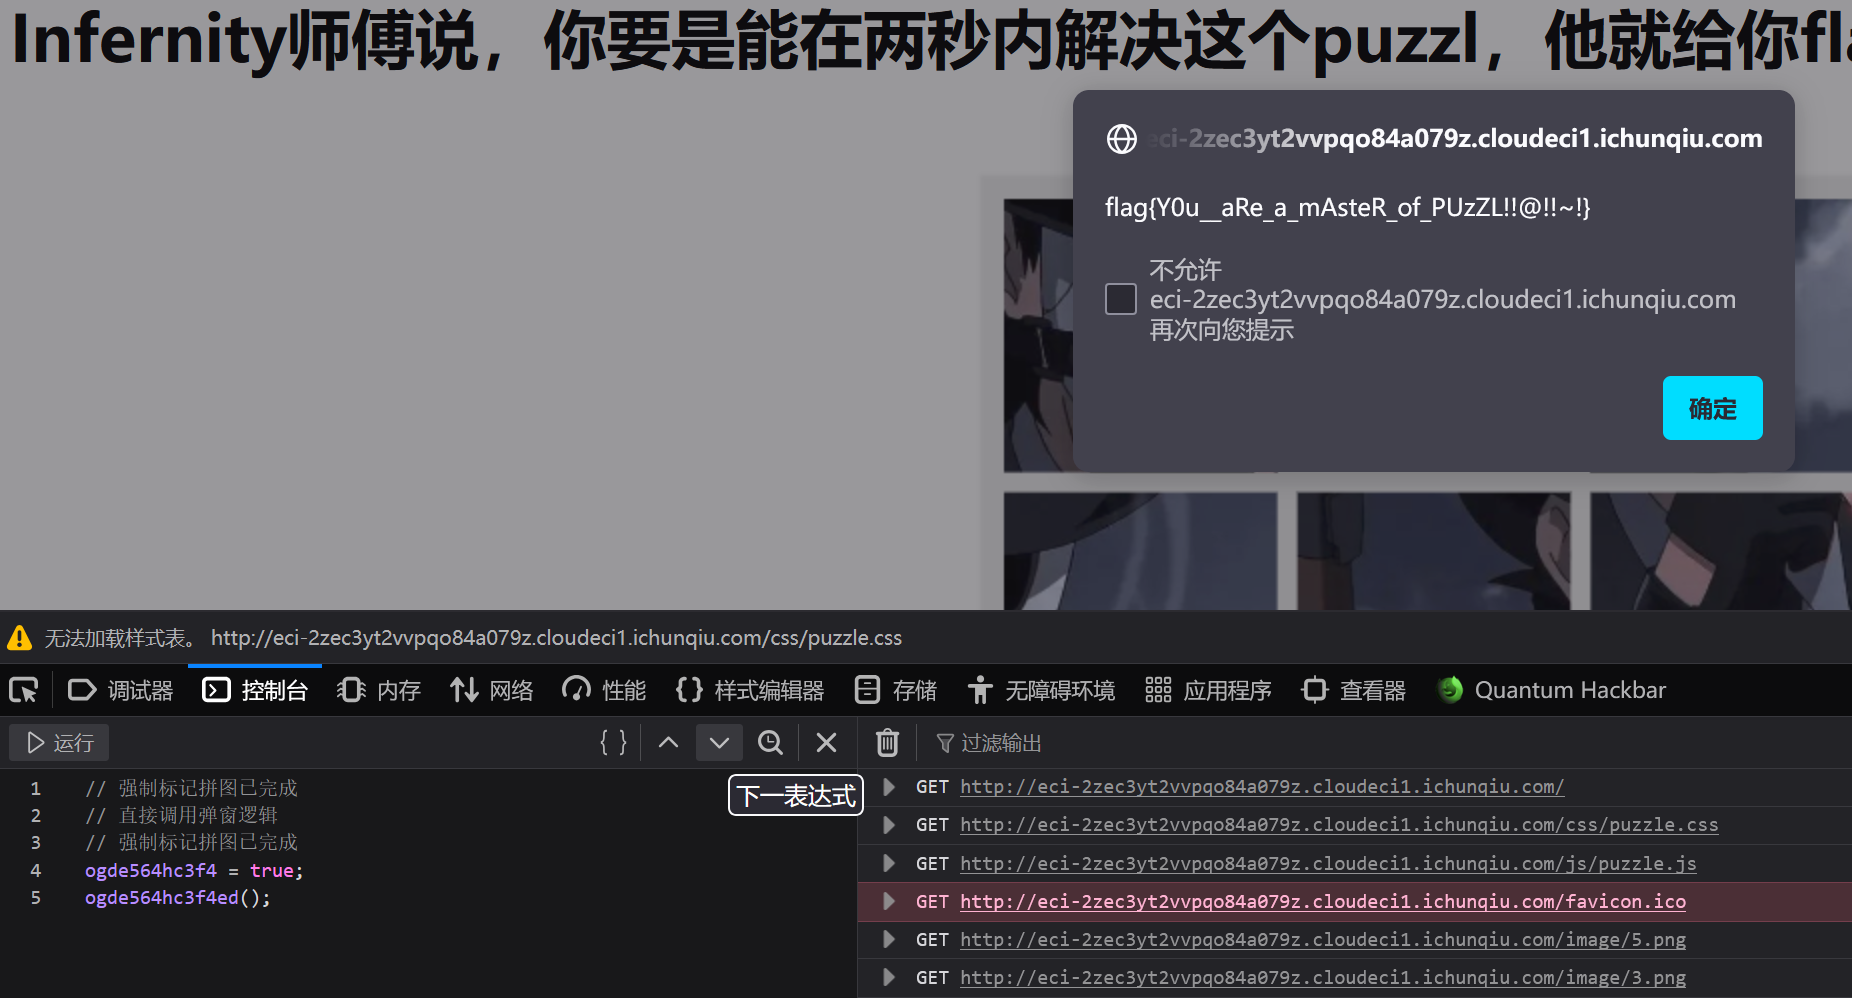 Infernity师傅说，你要是能在两秒内解决这个puzzl，他就给你fla
eci-2zec3yt2vvpqo84a079z.cloudeci1.ichunqiu.com
flag{Y0u__aRe_a_mAsteR_of_PUzZL!!@!!~!}
不允许
eci-2zec3yt2vvpqo84a079z.cloudeci1.ichunqiu.com
再次向您提示
确定
无法加载样式表。 http://eci-2zec3yt2vvpqo84a079z.cloudeci1.ichunqiu.com/css/puzzle.css
调试器 控制台 内存 网络 性能 {} 样式编辑器 存储 无障碍环境 应用程序 查看器 Quantum Hackbar
运行 { } 过滤输出
1 // 强制标记拼图已完成
2 // 直接调用弹窗逻辑
3 // 强制标记拼图已完成
4 ogde564hc3f4 = true;
5 ogde564hc3f4ed();
下一表达式
GET http://eci-2zec3yt2vvpqo84a079z.cloudeci1.ichunqiu.com/
GET http://eci-2zec3yt2vvpqo84a079z.cloudeci1.ichunqiu.com/css/puzzle.css
GET http://eci-2zec3yt2vvpqo84a079z.cloudeci1.ichunqiu.com/js/puzzle.js
GET http://eci-2zec3yt2vvpqo84a079z.cloudeci1.ichunqiu.com/favicon.ico
GET http://eci-2zec3yt2vvpqo84a079z.cloudeci1.ichunqiu.com/image/5.png
GET http://eci-2zec3yt2vvpqo84a079z.cloudeci1.ichunqiu.com/image/3.png